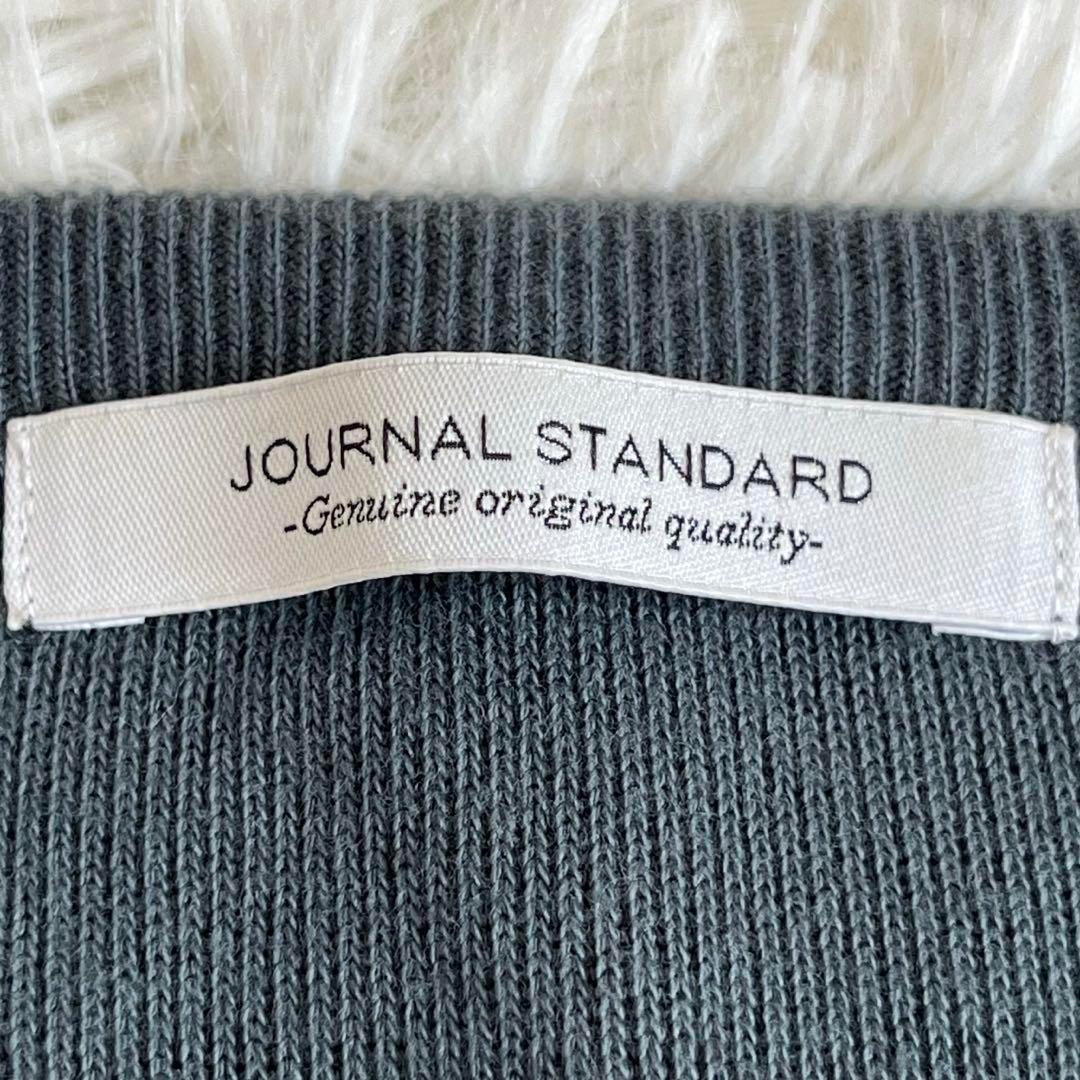 JOURNAL STANDARD
-Genuine original quality-